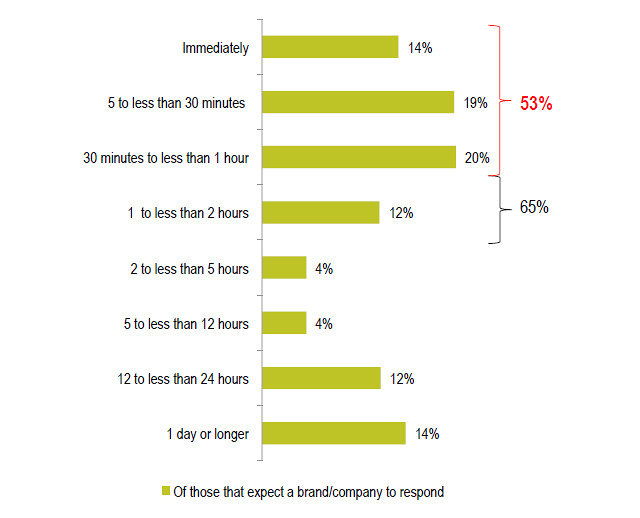 Immediately 14%
5 to less than 30 minutes 19% 53%
30 minutes to less than 1 hour 20%
1 to less than 2 hours 12% 65%
2 to less than 5 hours 4%
5 to less than 12 hours 4%
12 to less than 24 hours 12%
1 day or longer 14%
Of those that expect a brand/company to respond